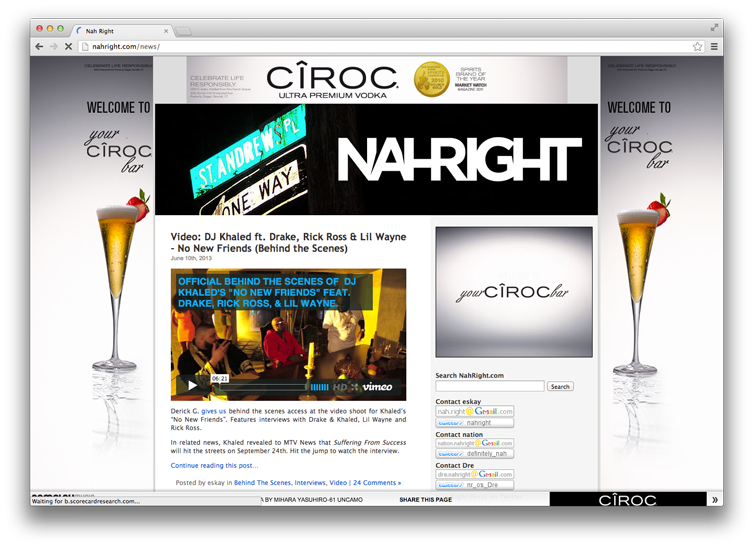 Nah Right
nahright.com/news/
CELEBRATE LIFE RESPONSIBLY.
WELCOME TO
your
CÎROC
bar
CELEBRATE LIFE
RESPONSIBLY.
CÎROC
ULTRA PREMIUM VODKA
SPIRITS
BRAND OF
THE YEAR
MARKET WATCH
MAGAZINE 2011
WELCOME TO
your
CÎROC
bar
ST. ANDREWS PL
ONE WAY
NAHRIGHT
Video: DJ Khaled ft. Drake, Rick Ross & Lil Wayne
- No New Friends (Behind the Scenes)
June 10th, 2013
OFFICIAL BEHIND THE SCENES OF DJ
KHALED'S "NO NEW FRIENDS" FEAT.
DRAKE, RICK ROSS, & LIL WAYNE.
06:21
HD
vimeo
Derick G. gives us behind the scenes access at the video shoot for Khaled's
"No New Friends". Features interviews with Drake & Khaled, Lil Wayne and
Rick Ross.
In related news, Khaled revealed to MTV News that Suffering From Success
will hit the streets on September 24th. Hit the jump to watch the interview.
Continue reading this post…
Posted by eskay in Behind The Scenes, Interviews, Video | 24 Comments »
your CÎROC bar
Search NahRight.com
Search
Contact eskay
nah.right@Gmail.com
nahright
Contact nation
nation.nahright@Gmail.com
definitely_nah
Contact Dre
dre.nahright@Gmail.com
nr_os_Dre
Waiting for b.scorecardresearch.com...
A BY MIHARA YASUHIRO-61 UNCAMO
SHARE THIS PAGE
CÎROC
»